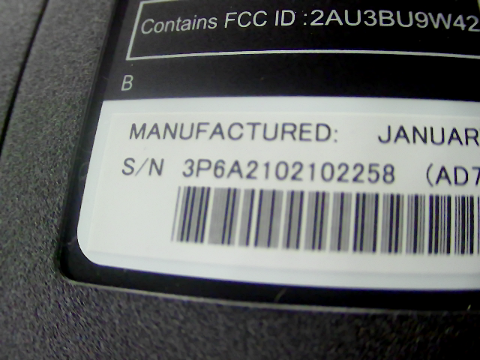 Contains FCC ID :2AU3BU9W42
B
MANUFACTURED: JANUAR
S/N 3P6A2102102258 (AD7